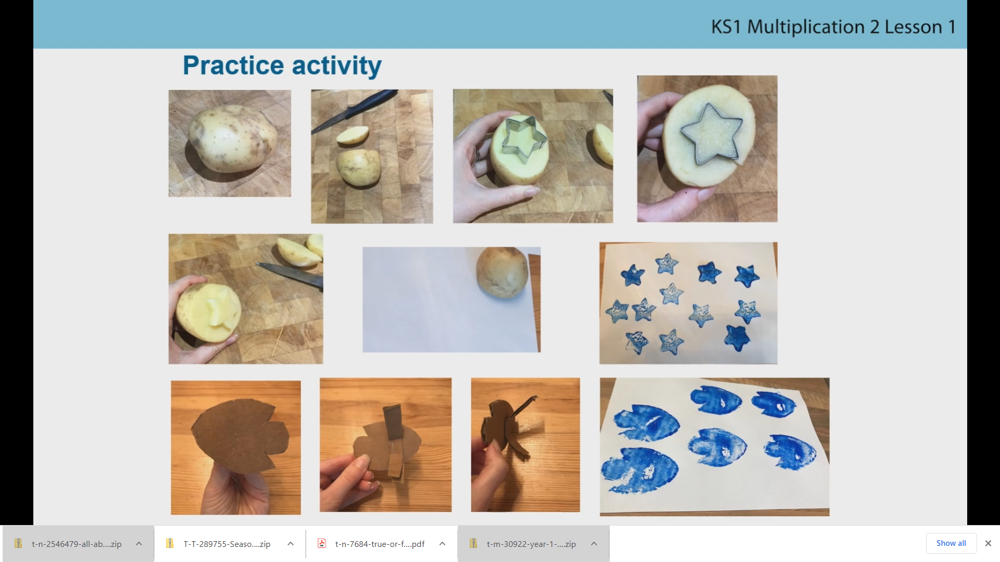 KS1 Multiplication 2 Lesson 1
Practice activity
t-n-2546479-all-ab....zip
T-T-289755-Seaso....zip
t-n-7684-true-or-f....pdf
t-m-30922-year-1-....zip
Show all